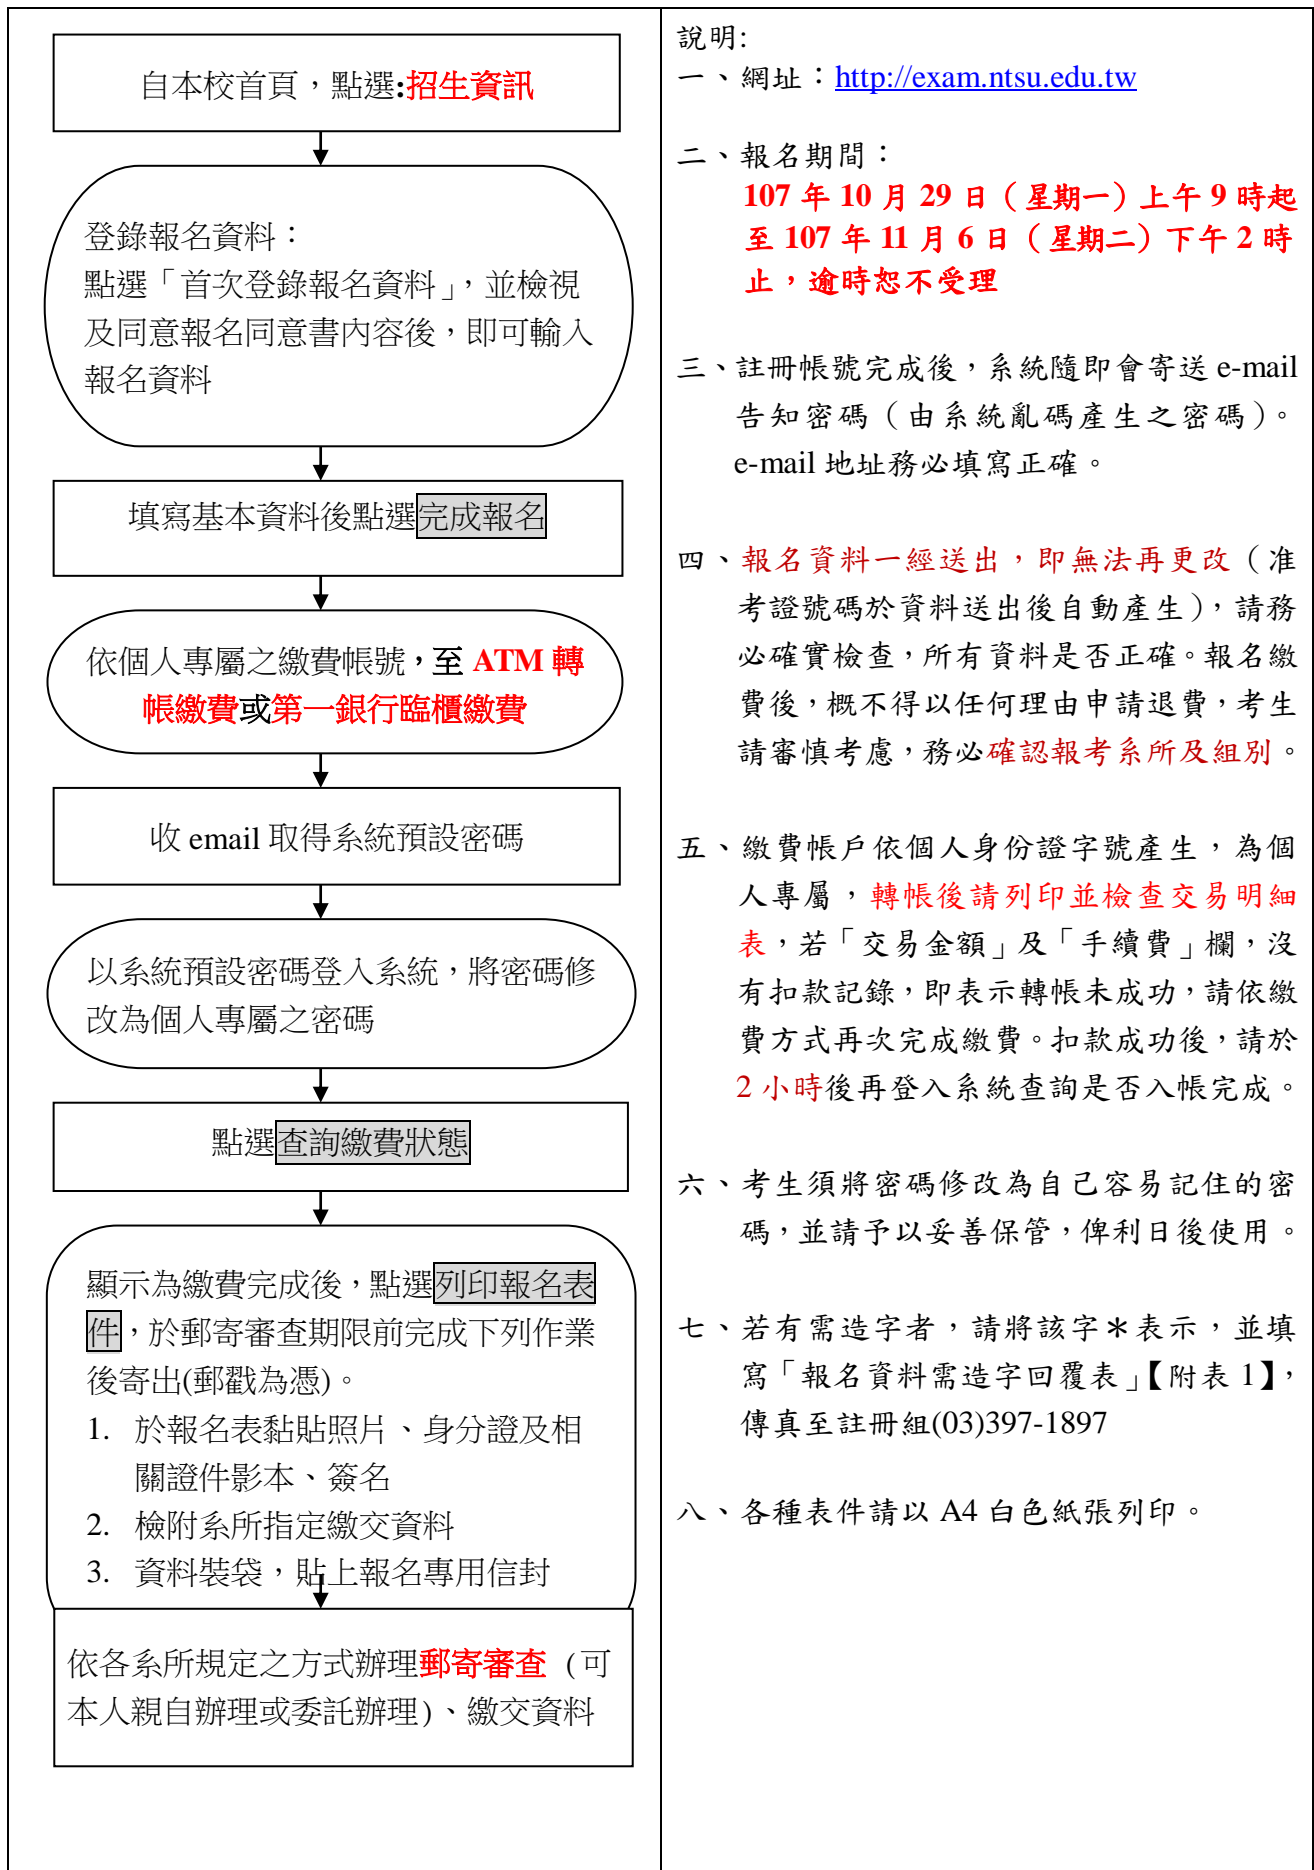 自本校首頁，點選:招生資訊
登錄報名資料：
點選「首次登錄報名資料」，並檢視
及同意報名同意書內容後，即可輸入
報名資料
填寫基本資料後點選完成報名
依個人專屬之繳費帳號，至 ATM 轉
帳繳費或第一銀行臨櫃繳費
收 email 取得系統預設密碼
以系統預設密碼登入系統，將密碼修
改為個人專屬之密碼
點選查詢繳費狀態
顯示為繳費完成後，點選列印報名表
件，於郵寄審查期限前完成下列作業
後寄出(郵戳為憑)。
1. 於報名表黏貼照片、身分證及相
關證件影本、簽名
2. 檢附系所指定繳交資料
3. 資料裝袋，貼上報名專用信封
依各系所規定之方式辦理郵寄審查 (可
本人親自辦理或委託辦理)、繳交資料
說明:
一、網址：http://exam.ntsu.edu.tw
二、報名期間：
107 年 10 月 29 日（星期一）上午 9 時起
至 107 年 11 月 6 日（星期二）下午 2 時
止，逾時恕不受理
三、註冊帳號完成後，系統隨即會寄送 e-mail
告知密碼（由系統亂碼產生之密碼）。
e-mail 地址務必填寫正確。
四、報名資料一經送出，即無法再更改（准
考證號碼於資料送出後自動產生），請務
必確實檢查，所有資料是否正確。報名繳
費後，概不得以任何理由申請退費，考生
請審慎考慮，務必確認報考系所及組別。
五、繳費帳戶依個人身份證字號產生，為個
人專屬，轉帳後請列印並檢查交易明細
表，若「交易金額」及「手續費」欄，沒
有扣款記錄，即表示轉帳未成功，請依繳
費方式再次完成繳費。扣款成功後，請於
2 小時後再登入系統查詢是否入帳完成。
六、考生須將密碼修改為自己容易記住的密
碼，並請予以妥善保管，俾利日後使用。
七、若有需造字者，請將該字＊表示，並填
寫「報名資料需造字回覆表」【附表 1】，
傳真至註冊組(03)397-1897
八、各種表件請以 A4 白色紙張列印。